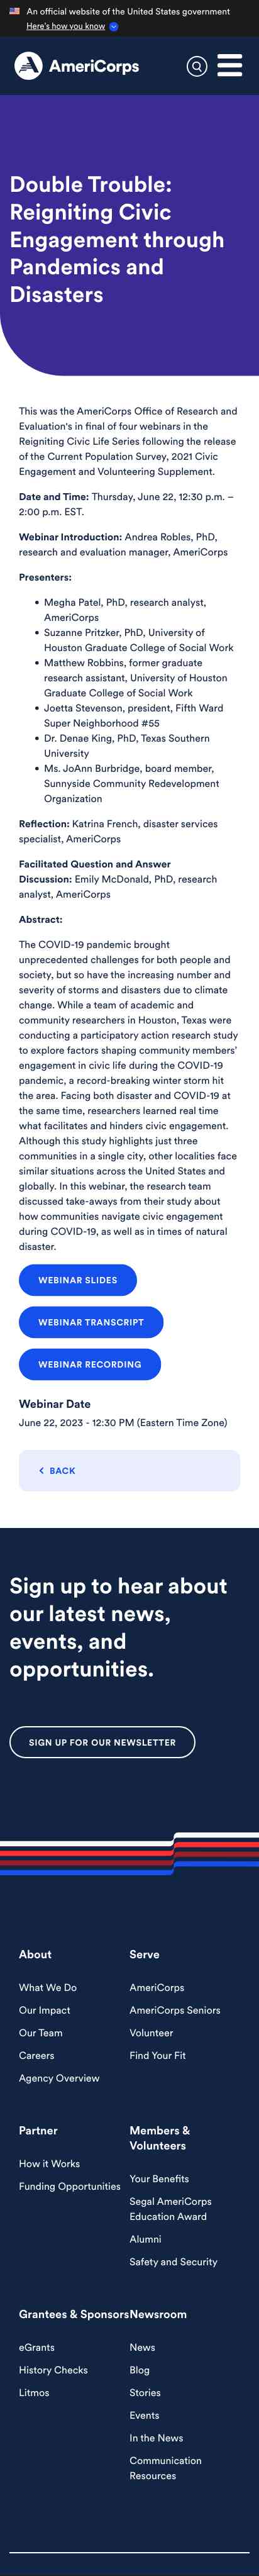 An official website of the United States government
Here's how you know
AmeriCorps
Double Trouble:
Reigniting Civic
Engagement through
Pandemics and
Disasters
This was the AmeriCorps Office of Research and
Evaluation's in final of four webinars in the
Reigniting Civic Life Series following the release
of the Current Population Survey, 2021 Civic
Engagement and Volunteering Supplement.
Date and Time: Thursday, June 22, 12:30 p.m. –
2:00 p.m. EST.
Webinar Introduction: Andrea Robles, PhD,
research and evaluation manager, AmeriCorps
Presenters:
• Megha Patel, PhD, research analyst,
AmeriCorps
• Suzanne Pritzker, PhD, University of
Houston Graduate College of Social Work
• Matthew Robbins, former graduate
research assistant, University of Houston
Graduate College of Social Work
• Joetta Stevenson, president, Fifth Ward
Super Neighborhood #55
• Dr. Denae King, PhD, Texas Southern
University
• Ms. JoAnn Burbridge, board member,
Sunnyside Community Redevelopment
Organization
Reflection: Katrina French, disaster services
specialist, AmeriCorps
Facilitated Question and Answer
Discussion: Emily McDonald, PhD, research
analyst, AmeriCorps
Abstract:
The COVID-19 pandemic brought
unprecedented challenges for both people and
society, but so have the increasing number and
severity of storms and disasters due to climate
change. While a team of academic and
community researchers in Houston, Texas were
conducting a participatory action research study
to explore factors shaping community members'
engagement in civic life during the COVID-19
pandemic, a record-breaking winter storm hit
the area. Facing both disaster and COVID-19 at
the same time, researchers learned real time
what facilitates and hinders civic engagement.
Although this study highlights just three
communities in a single city, other localities face
similar situations across the United States and
globally. In this webinar, the research team
discussed take-aways from their study about
how communities navigate civic engagement
during COVID-19, as well as in times of natural
disaster.
WEBINAR SLIDES
WEBINAR TRANSCRIPT
WEBINAR RECORDING
Webinar Date
June 22, 2023 - 12:30 PM (Eastern Time Zone)
BACK
Sign up to hear about
our latest news,
events, and
opportunities.
SIGN UP FOR OUR NEWSLETTER
About
What We Do
Our Impact
Our Team
Careers
Agency Overview
Serve
AmeriCorps
AmeriCorps Seniors
Volunteer
Find Your Fit
Partner
How it Works
Funding Opportunities
Members &
Volunteers
Your Benefits
Segal AmeriCorps
Education Award
Alumni
Safety and Security
Grantees & Sponsors
eGrants
History Checks
Litmos
Newsroom
News
Blog
Stories
Events
In the News
Communication
Resources